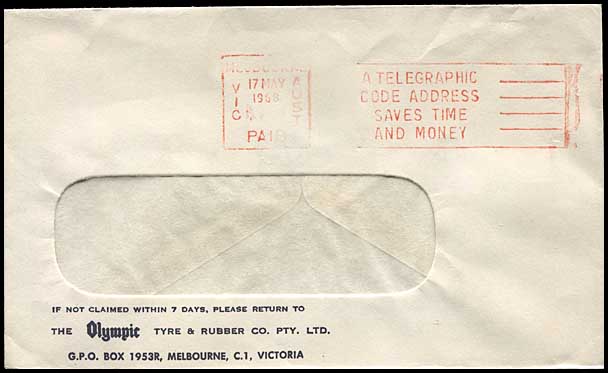 MELBOURNE
17 MAY
1968
VIC
AUST
PAID
A TELEGRAPHIC
CODE ADDRESS
SAVES TIME
AND MONEY
IF NOT CLAIMED WITHIN 7 DAYS, PLEASE RETURN TO
THE Olympic TYRE & RUBBER CO. PTY. LTD.
G.P.O. BOX 1953R, MELBOURNE, C.1, VICTORIA